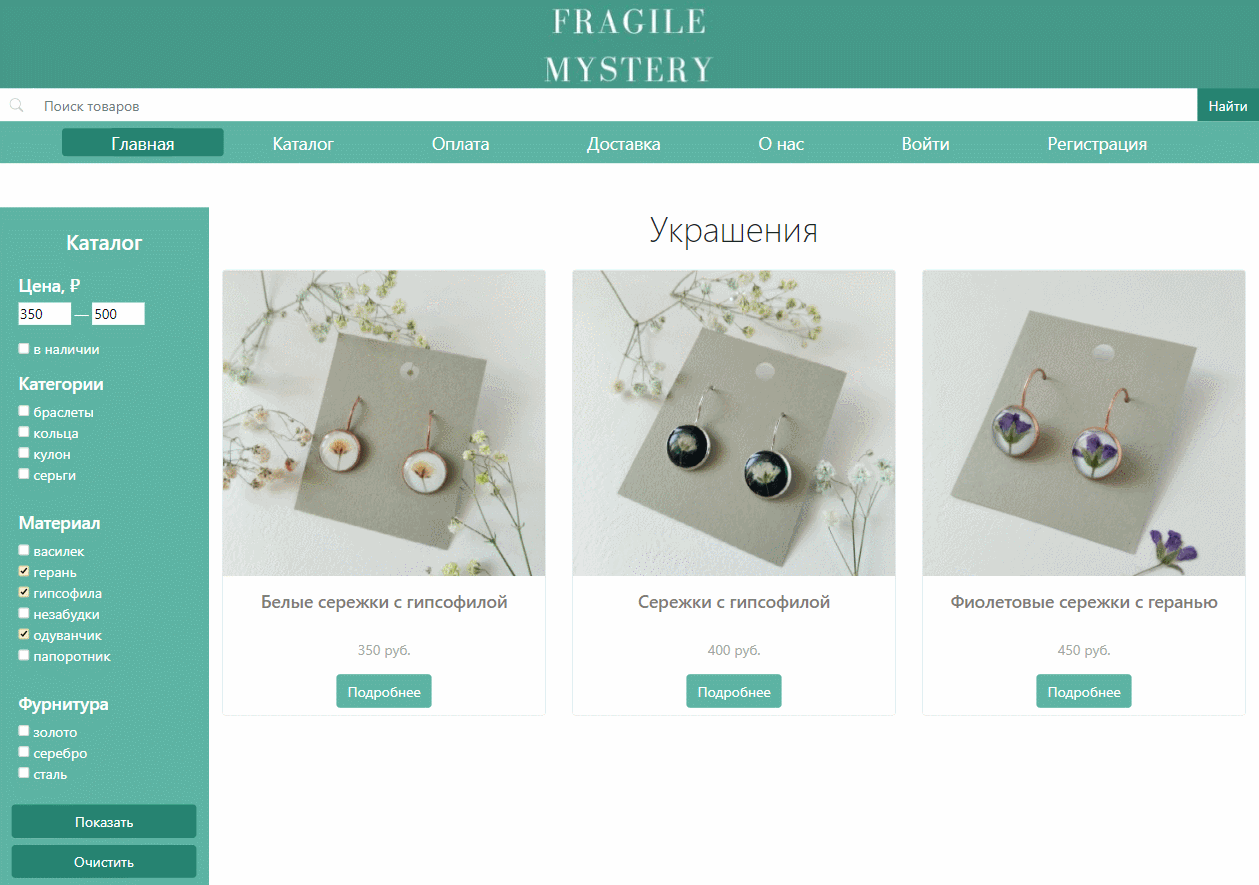 FRAGILE
MYSTERY
Поиск товаров
Найти
Главная
Каталог
Оплата
Доставка
О нас
Войти
Регистрация
Каталог
Цена, ₽
350 — 500
в наличии
Категории
браслеты
кольца
кулон
серьги
Материал
василек
герань
гипсофила
незабудки
одуванчик
папоротник
Фурнитура
золото
серебро
сталь
Показать
Очистить
Украшения
Белые сережки с гипсофилой
350 руб.
Подробнее
Сережки с гипсофилой
400 руб.
Подробнее
Фиолетовые сережки с геранью
450 руб.
Подробнее